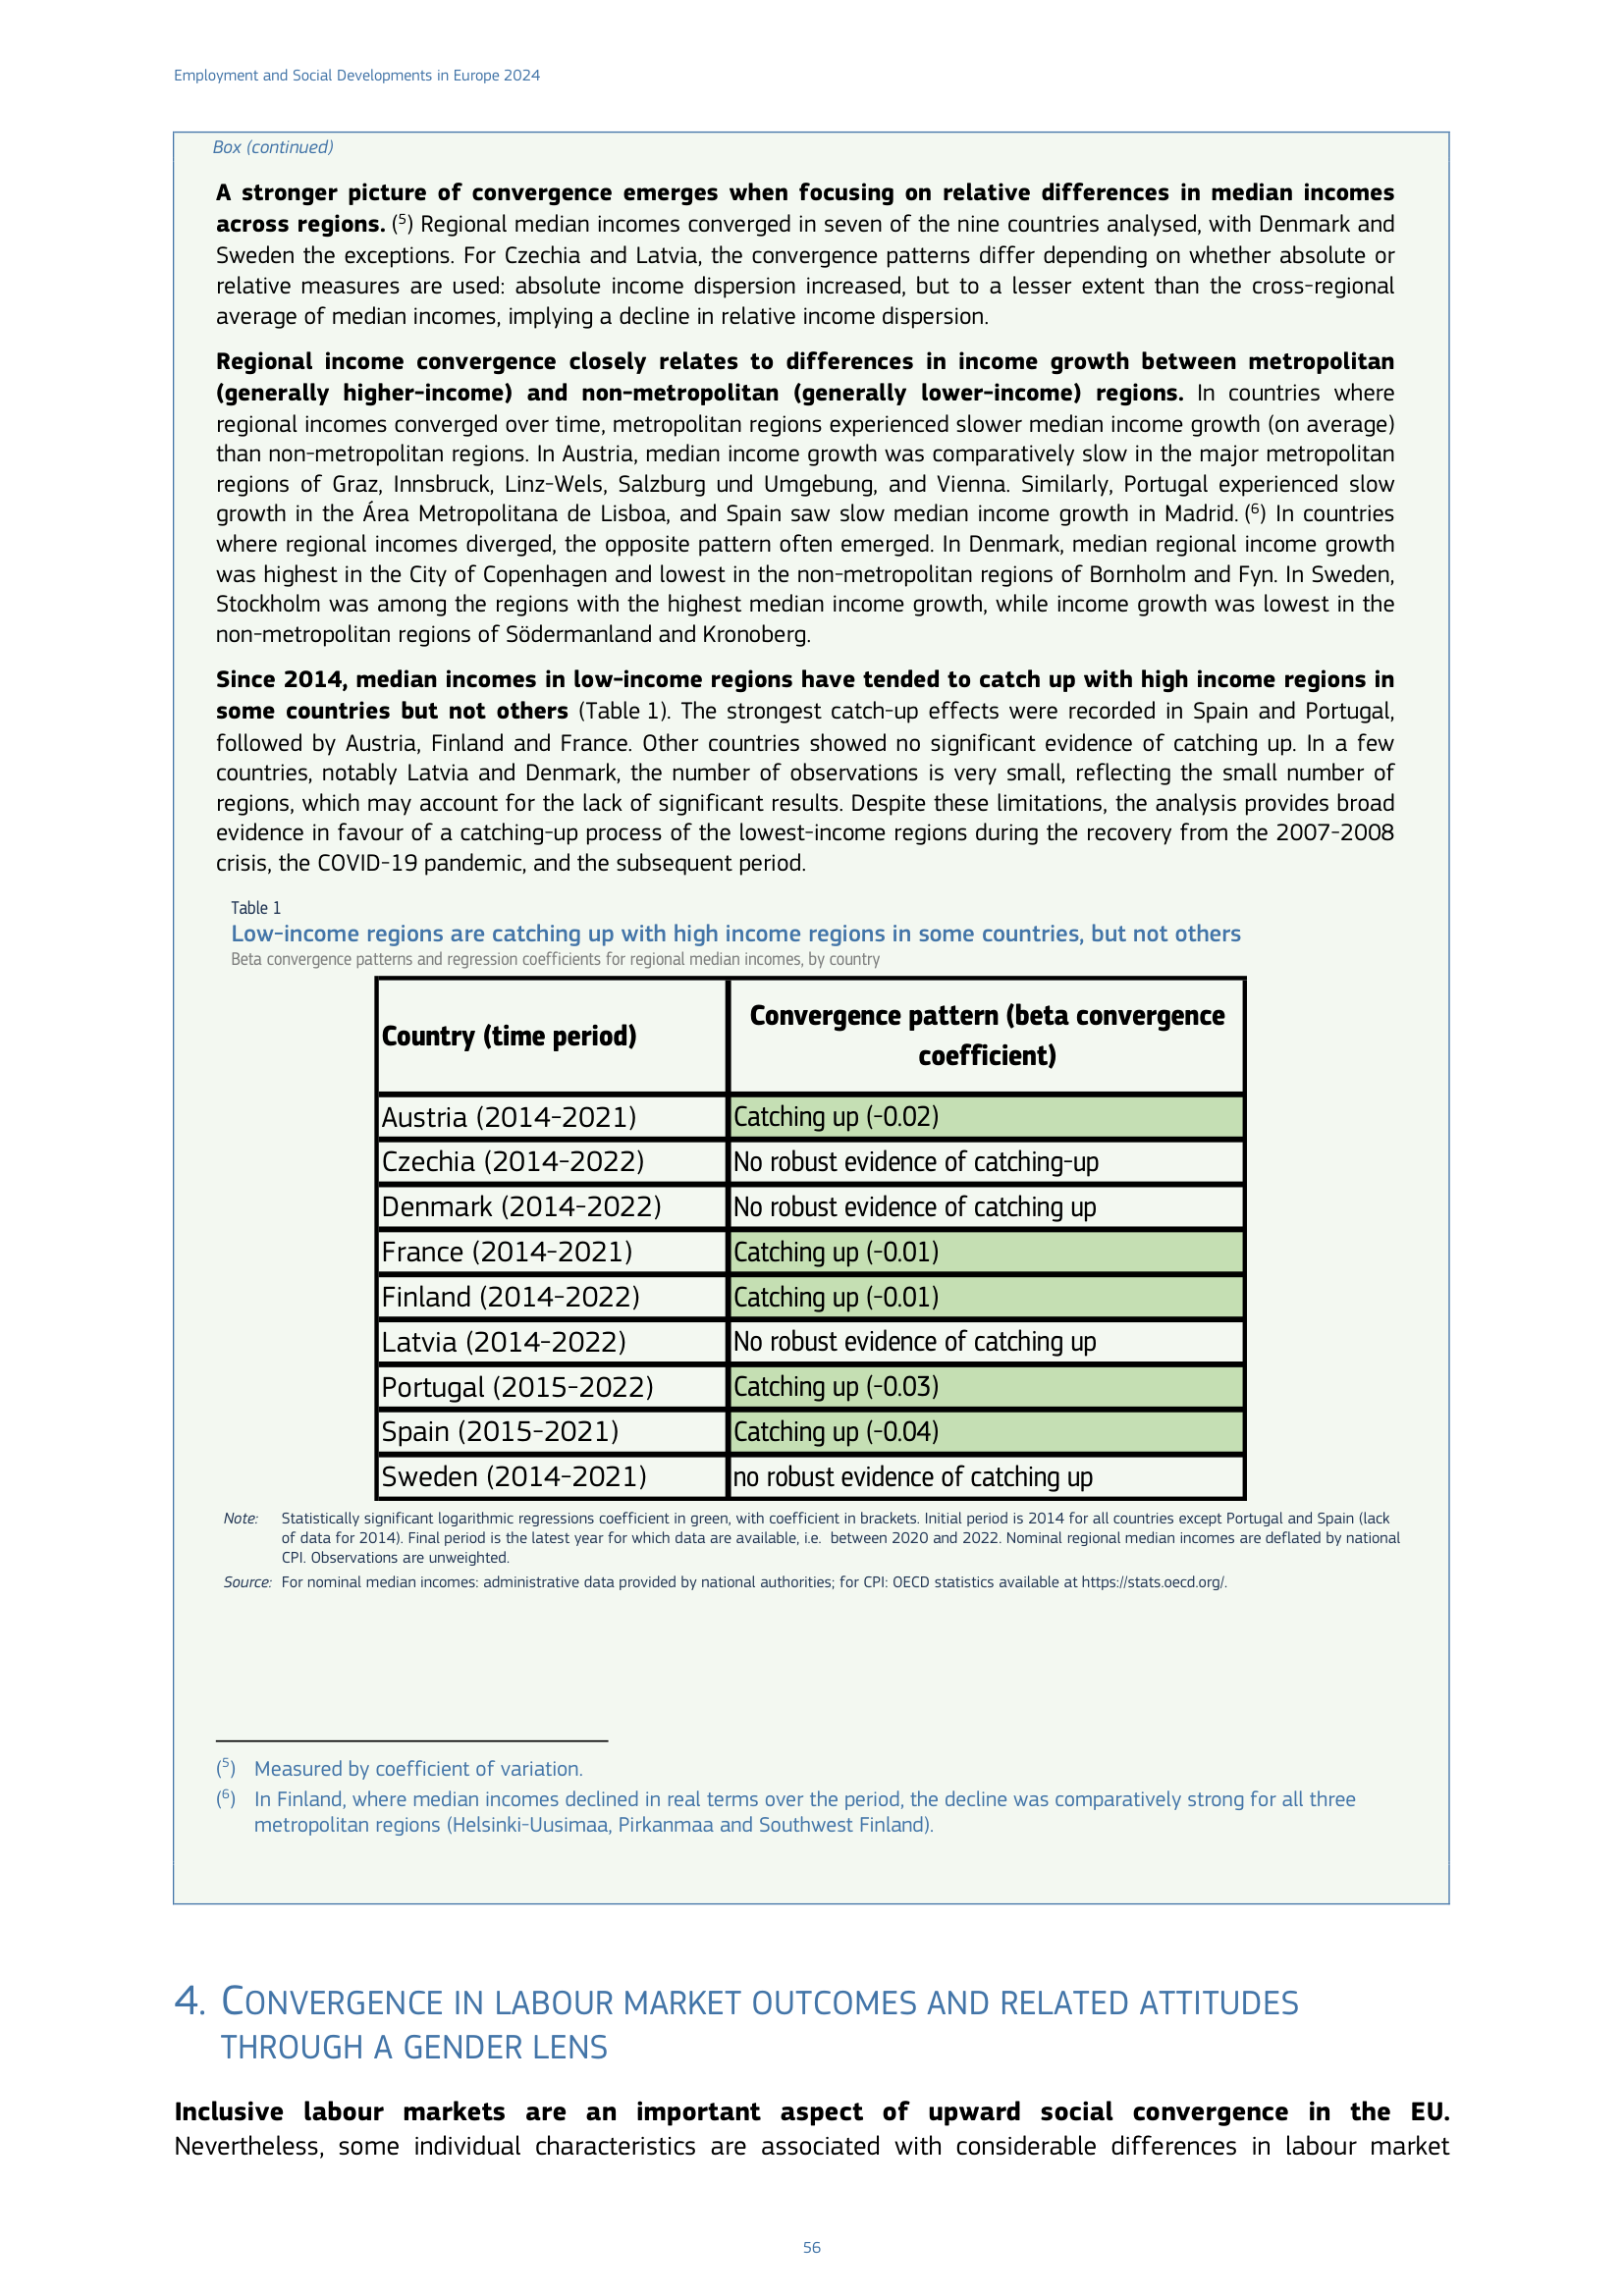 Employment and Social Developments in Europe 2024
Box (continued)
A stronger picture of convergence emerges when focusing on relative differences in median incomes
across regions. (⁵) Regional median incomes converged in seven of the nine countries analysed, with Denmark and
Sweden the exceptions. For Czechia and Latvia, the convergence patterns differ depending on whether absolute or
relative measures are used: absolute income dispersion increased, but to a lesser extent than the cross-regional
average of median incomes, implying a decline in relative income dispersion.
Regional income convergence closely relates to differences in income growth between metropolitan
(generally higher-income) and non-metropolitan (generally lower-income) regions. In countries where
regional incomes converged over time, metropolitan regions experienced slower median income growth (on average)
than non-metropolitan regions. In Austria, median income growth was comparatively slow in the major metropolitan
regions of Graz, Innsbruck, Linz-Wels, Salzburg und Umgebung, and Vienna. Similarly, Portugal experienced slow
growth in the Área Metropolitana de Lisboa, and Spain saw slow median income growth in Madrid. (⁶) In countries
where regional incomes diverged, the opposite pattern often emerged. In Denmark, median regional income growth
was highest in the City of Copenhagen and lowest in the non-metropolitan regions of Bornholm and Fyn. In Sweden,
Stockholm was among the regions with the highest median income growth, while income growth was lowest in the
non-metropolitan regions of Södermanland and Kronoberg.
Since 2014, median incomes in low-income regions have tended to catch up with high income regions in
some countries but not others (Table 1). The strongest catch-up effects were recorded in Spain and Portugal,
followed by Austria, Finland and France. Other countries showed no significant evidence of catching up. In a few
countries, notably Latvia and Denmark, the number of observations is very small, reflecting the small number of
regions, which may account for the lack of significant results. Despite these limitations, the analysis provides broad
evidence in favour of a catching-up process of the lowest-income regions during the recovery from the 2007-2008
crisis, the COVID-19 pandemic, and the subsequent period.
Table 1
Low-income regions are catching up with high income regions in some countries, but not others
Beta convergence patterns and regression coefficients for regional median incomes, by country
Country (time period) Convergence pattern (beta convergence
coefficient)
Austria (2014-2021) Catching up (-0.02)
Czechia (2014-2022) No robust evidence of catching-up
Denmark (2014-2022) No robust evidence of catching up
France (2014-2021) Catching up (-0.01)
Finland (2014-2022) Catching up (-0.01)
Latvia (2014-2022) No robust evidence of catching up
Portugal (2015-2022) Catching up (-0.03)
Spain (2015-2021) Catching up (-0.04)
Sweden (2014-2021) no robust evidence of catching up
Note: Statistically significant logarithmic regressions coefficient in green, with coefficient in brackets. Initial period is 2014 for all countries except Portugal and Spain (lack
of data for 2014). Final period is the latest year for which data are available, i.e. between 2020 and 2022. Nominal regional median incomes are deflated by national
CPI. Observations are unweighted.
Source: For nominal median incomes: administrative data provided by national authorities; for CPI: OECD statistics available at https://stats.oecd.org/.
(⁵) Measured by coefficient of variation.
(⁶) In Finland, where median incomes declined in real terms over the period, the decline was comparatively strong for all three
metropolitan regions (Helsinki-Uusimaa, Pirkanmaa and Southwest Finland).
4. CONVERGENCE IN LABOUR MARKET OUTCOMES AND RELATED ATTITUDES
THROUGH A GENDER LENS
Inclusive labour markets are an important aspect of upward social convergence in the EU.
Nevertheless, some individual characteristics are associated with considerable differences in labour market
56